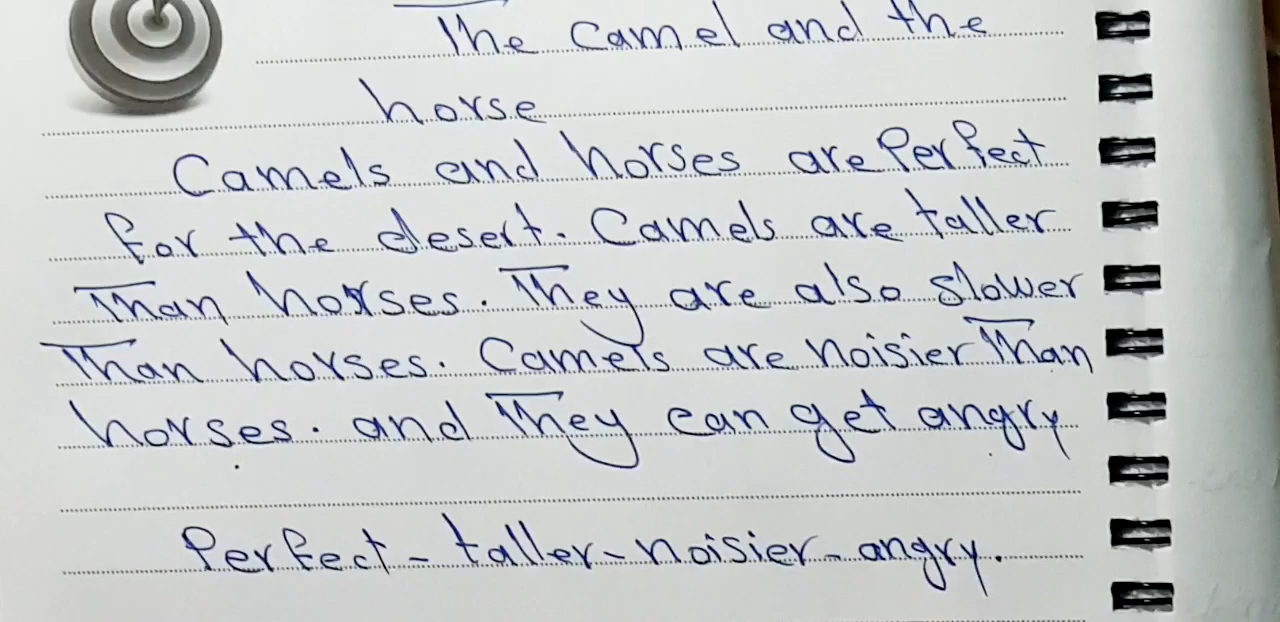 The Camel and the
horse
Camels and horses are Perfect
for the desert. Camels are taller
Than horses. They are also slower
Than horses. Camels are noisier Than
horses. and They can get angry
Perfect - taller - noisier - angry.